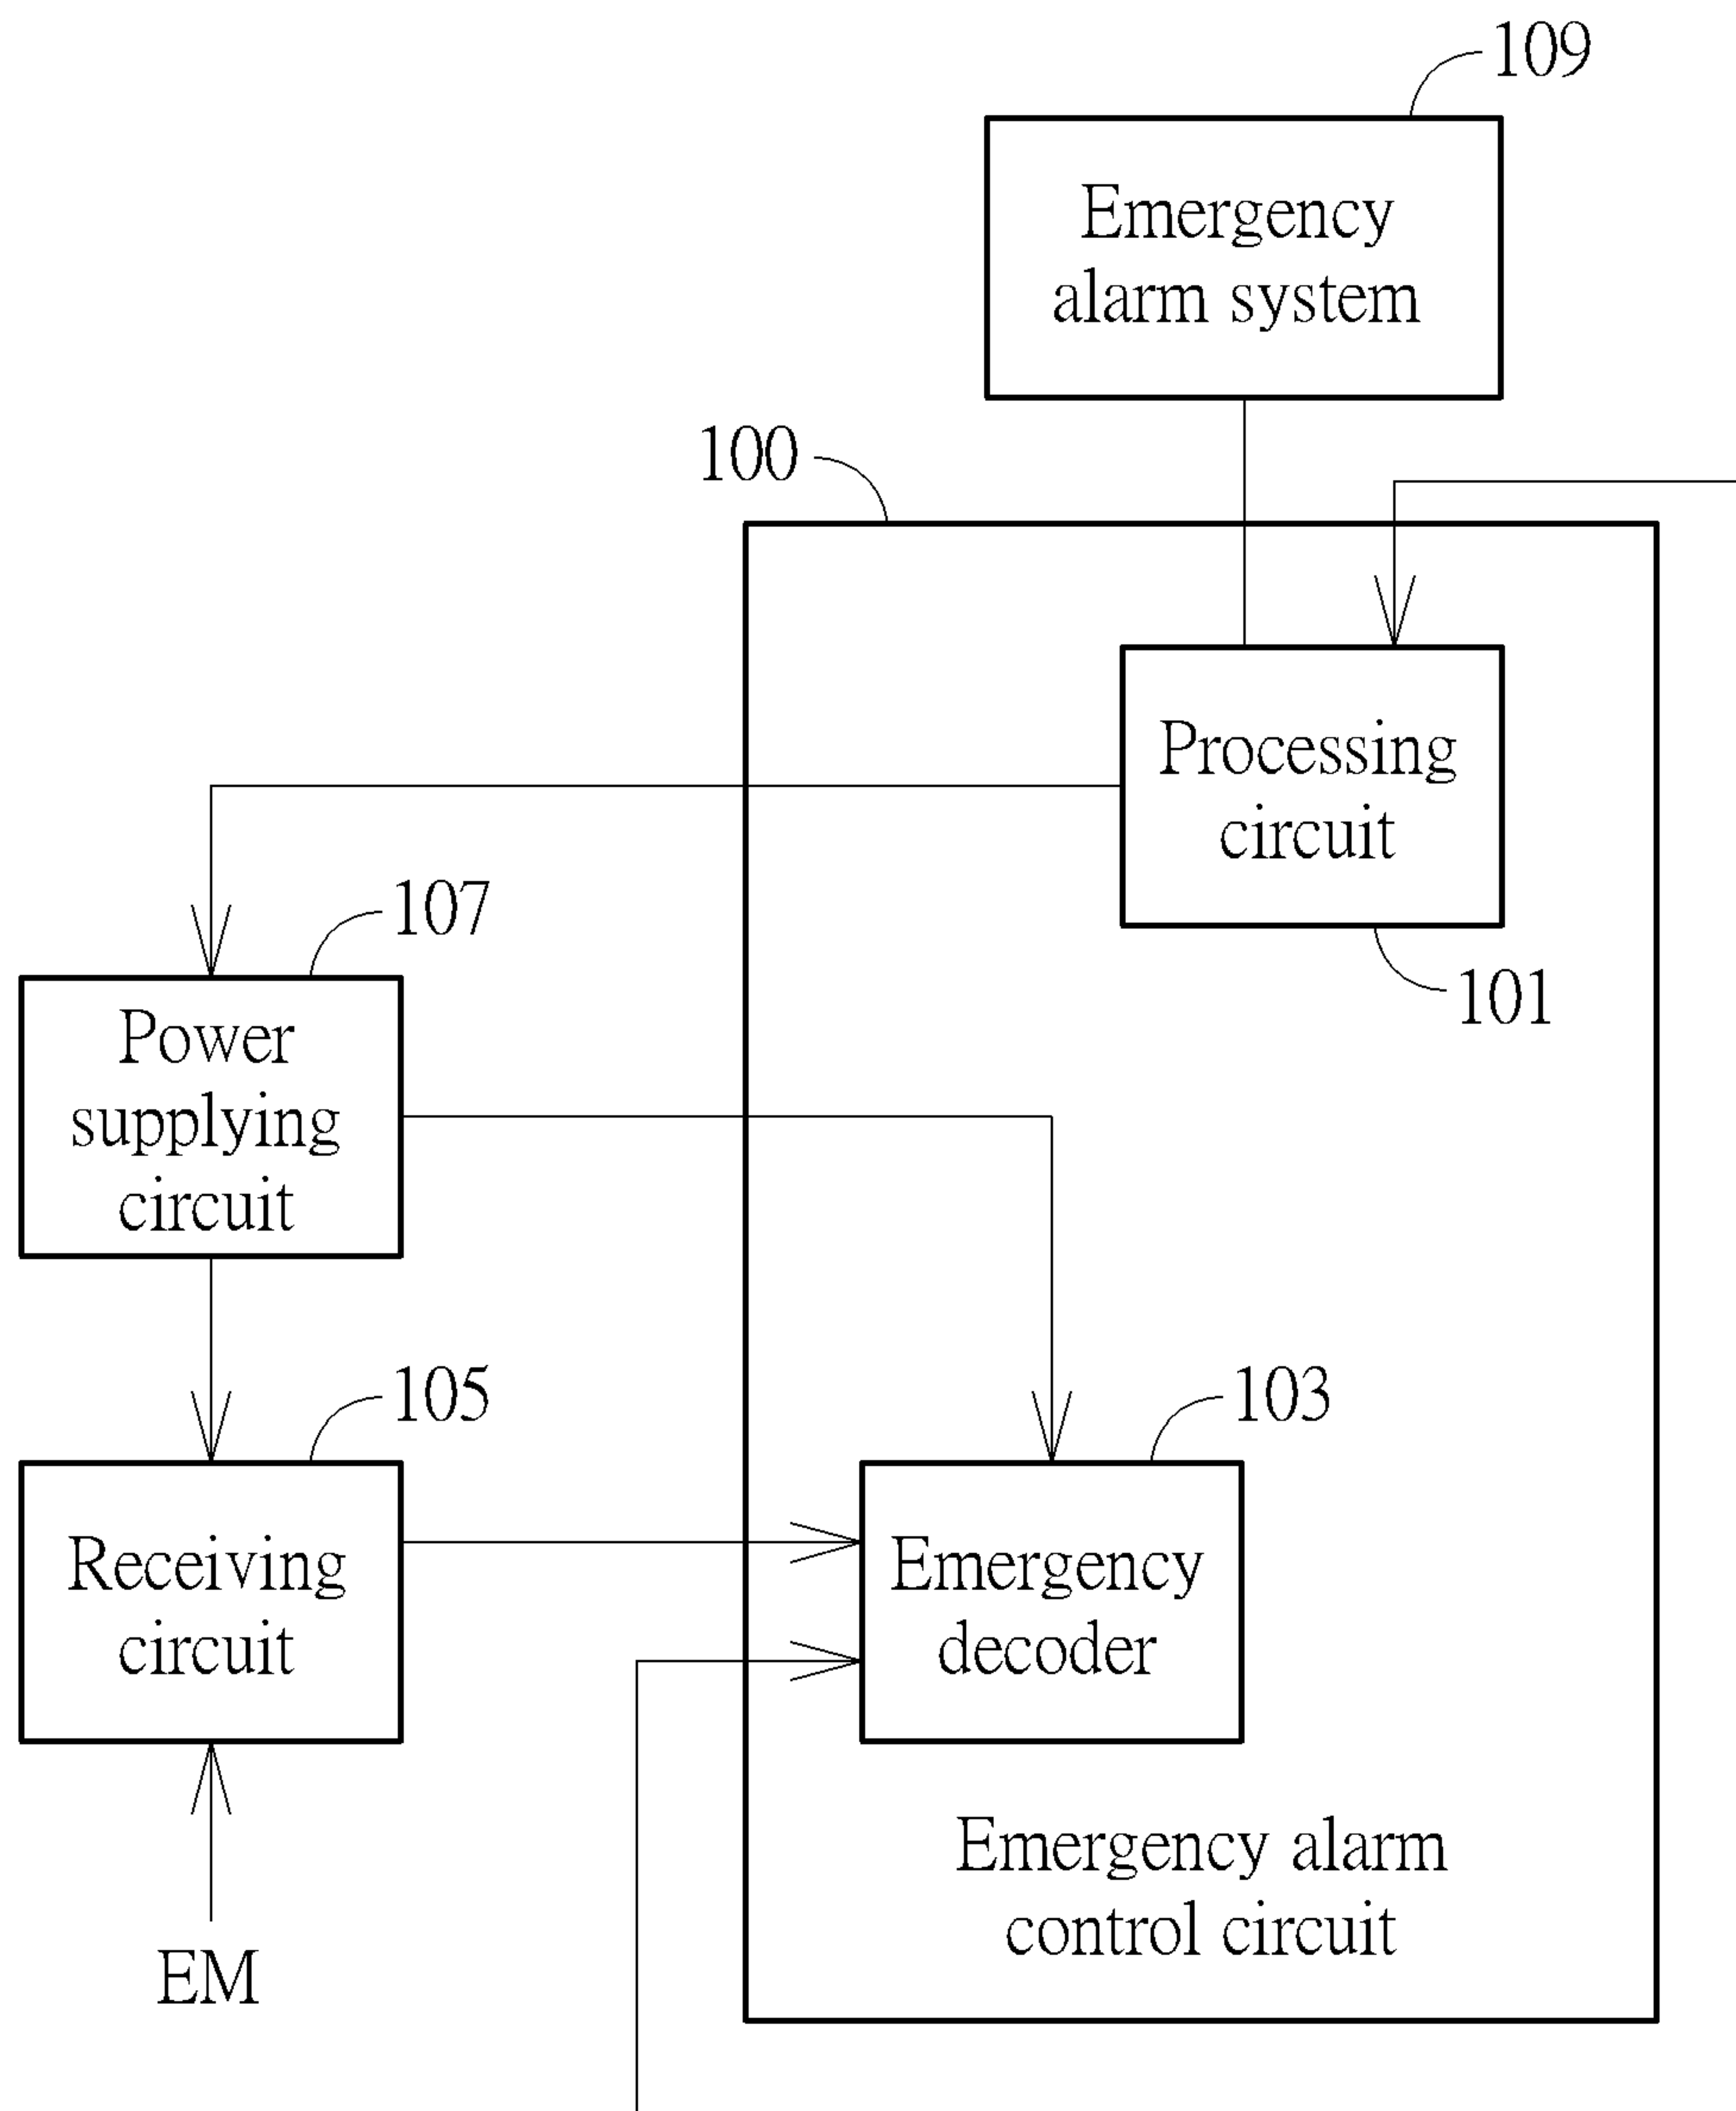 109
Emergency
alarm system
100
Processing
circuit
107
101
Power
supplying
circuit
105
103
Receiving
circuit
Emergency
decoder
Emergency alarm
control circuit
EM